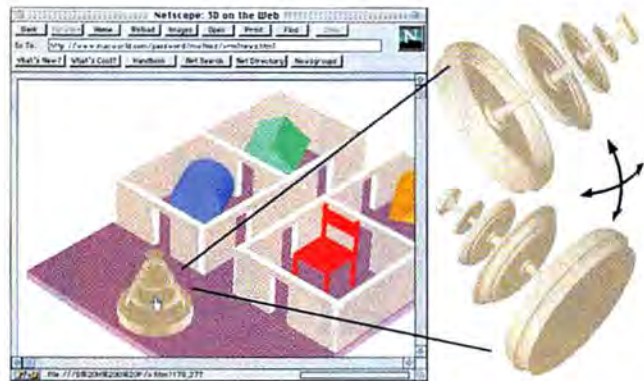 Netscape: 3D on the Web
Back
Home
Reload
Images
Open
Print
Find
N
Go To:
What's New?
What's Cool?
Handbook
Net Search
Net Directory
Newsgroups